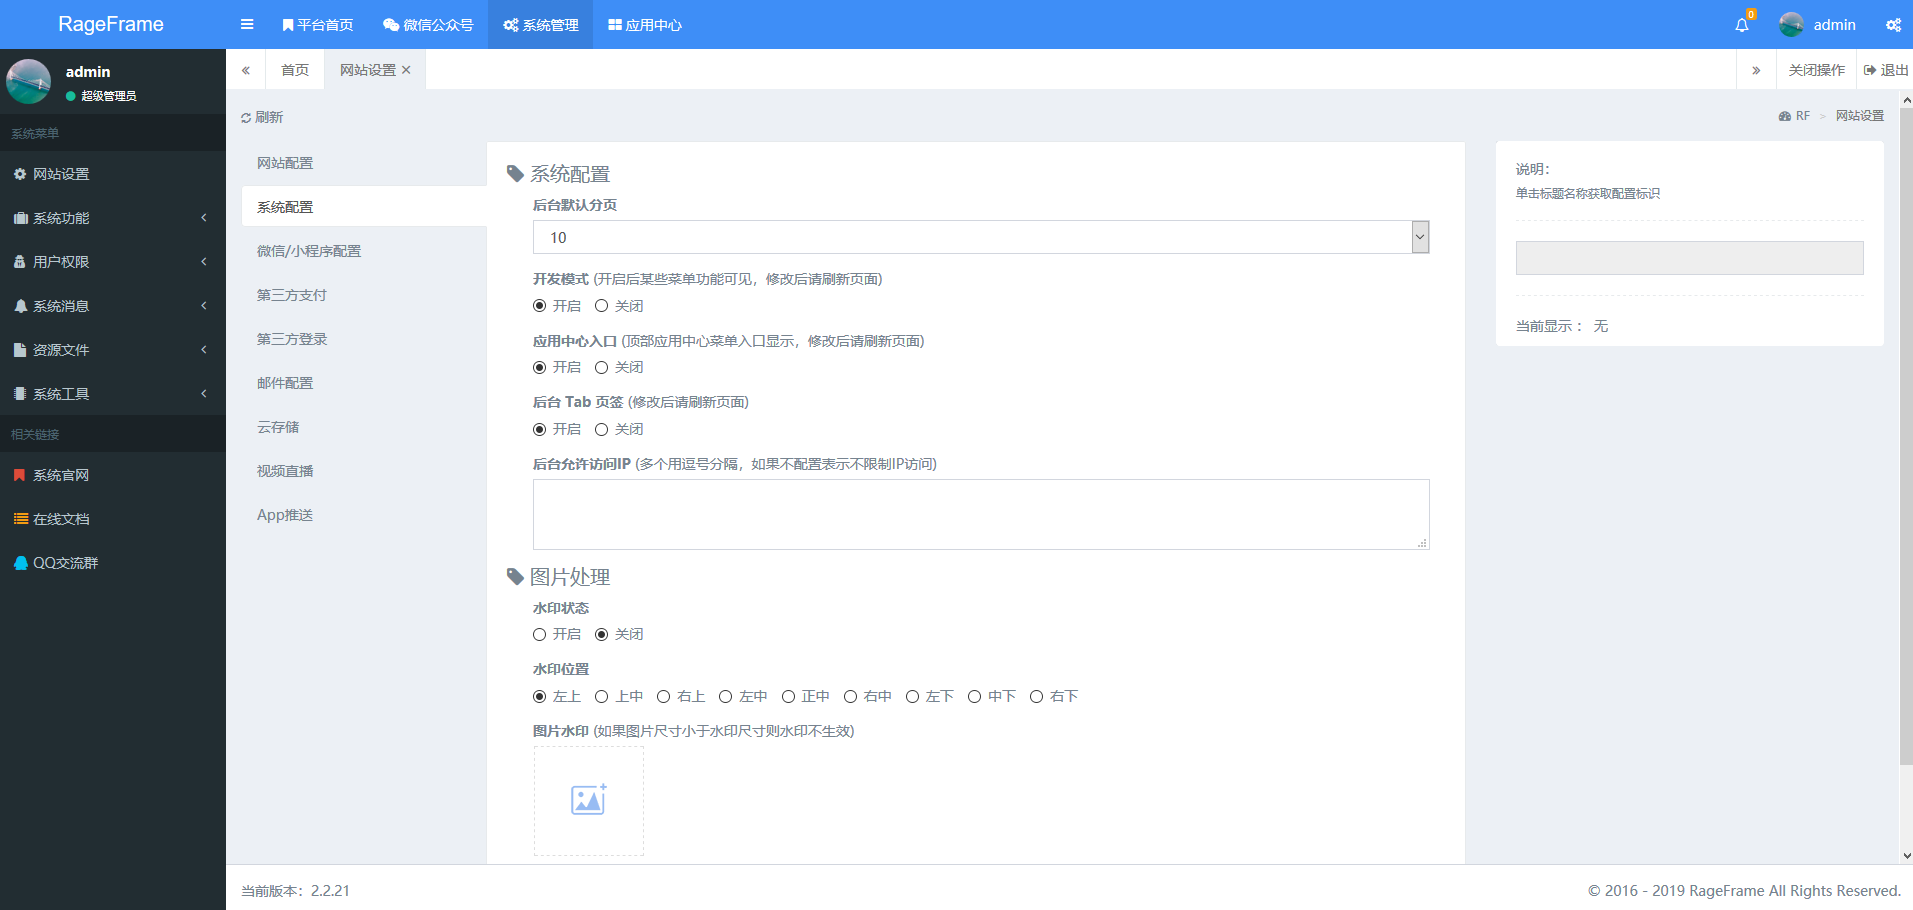 RageFrame
平台首页 微信公众号 系统管理 应用中心
0
admin
admin
超级管理员
系统菜单
网站设置
系统功能
用户权限
系统消息
资源文件
系统工具
相关链接
系统官网
在线文档
QQ交流群
« 首页 网站设置 ×
» 关闭操作 退出
刷新
RF > 网站设置
网站配置
系统配置
微信/小程序配置
第三方支付
第三方登录
邮件配置
云存储
视频直播
App推送
系统配置
后台默认分页
10
开发模式 (开启后某些菜单功能可见，修改后请刷新页面)
开启 关闭
应用中心入口 (顶部应用中心菜单入口显示，修改后请刷新页面)
开启 关闭
后台 Tab 页签 (修改后请刷新页面)
开启 关闭
后台允许访问IP (多个用逗号分隔，如果不配置表示不限制IP访问)
图片处理
水印状态
开启 关闭
水印位置
左上 上中 右上 左中 正中 右中 左下 中下 右下
图片水印 (如果图片尺寸小于水印尺寸则水印不生效)
说明：
单击标题名称获取配置标识
当前显示 ： 无
当前版本：2.2.21
© 2016 - 2019 RageFrame All Rights Reserved.